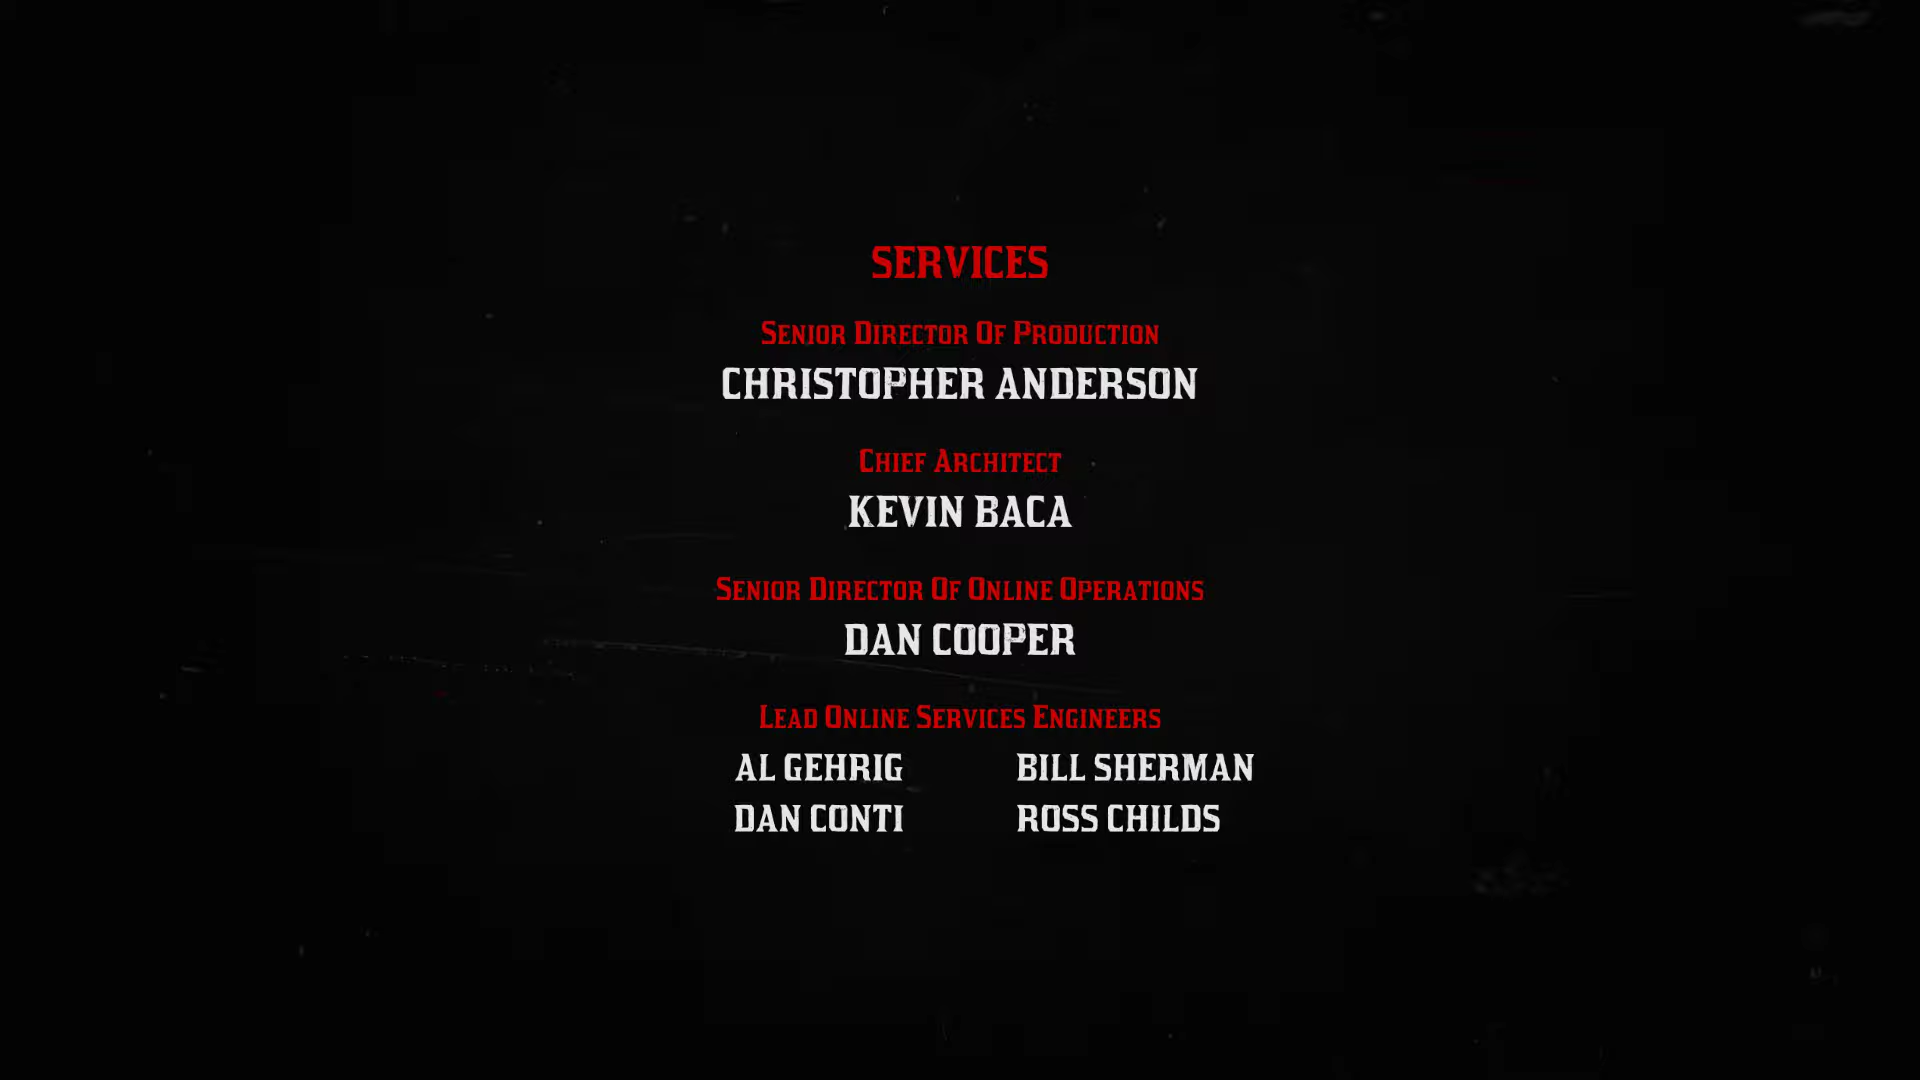 SERVICES
SENIOR DIRECTOR OF PRODUCTION
CHRISTOPHER ANDERSON
CHIEF ARCHITECT
KEVIN BACA
SENIOR DIRECTOR OF ONLINE OPERATIONS
DAN COOPER
LEAD ONLINE SERVICES ENGINEERS
AL GEHRIG BILL SHERMAN
DAN CONTI ROSS CHILDS